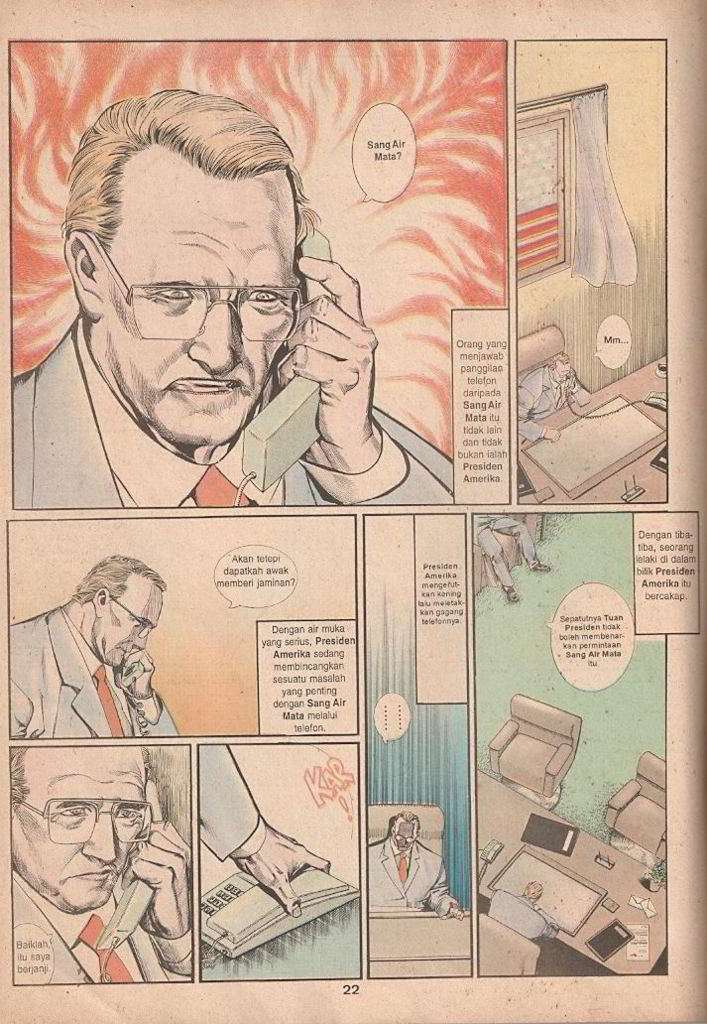 Sang Air
Mata?
Orang yang
menjawab
panggilan
telefon
daripada
Sang Air
Mata itu
tidak lain
dan tidak
bukan ialah
Presiden
Amerika.
Mm...
Akan tetapi
dapatkah awak
memberi jaminan?
Dengan air muka
yang serius, Presiden
Amerika sedang
membincangkan
sesuatu masalah
yang penting
dengan Sang Air
Mata melalui
telefon.
Baiklah,
itu saya
berjanji.
KAR!
Presiden
Amerika
mengerut-
kan kening
lalu meletak-
kan gagang
telefonnya.
Dengan tiba-
tiba, seorang
lelaki di dalam
bilik Presiden
Amerika itu
bercakap.
Sepatutnya Tuan
Presiden tidak
boleh membenar-
kan permintaan
Sang Air Mata
itu.
22